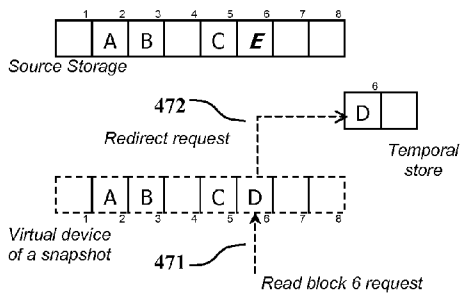 1 2 3 4 5 6 7 8
A B C E
Source Storage
472
6
D
Redirect request
Temporal
store
A B C D
1 2 3 4 5 6 7 8
Virtual device
of a snapshot
471
Read block 6 request